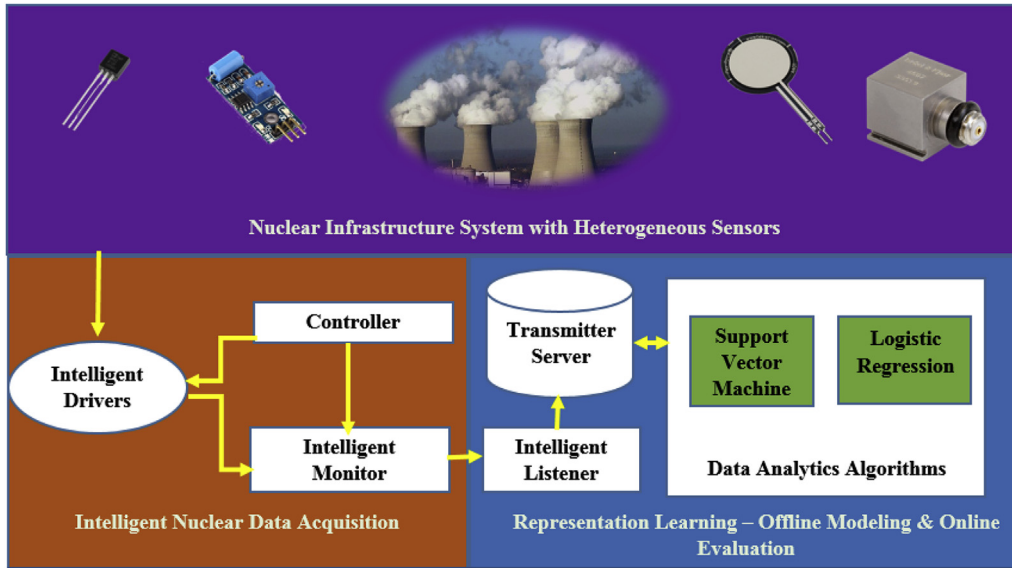 Nuclear Infrastructure System with Heterogeneous Sensors
Controller
Intelligent
Drivers
Intelligent
Monitor
Intelligent Nuclear Data Acquisition
Transmitter
Server
Intelligent
Listener
Support
Vector
Machine
Logistic
Regression
Data Analytics Algorithms
Representation Learning – Offline Modeling & Online
Evaluation